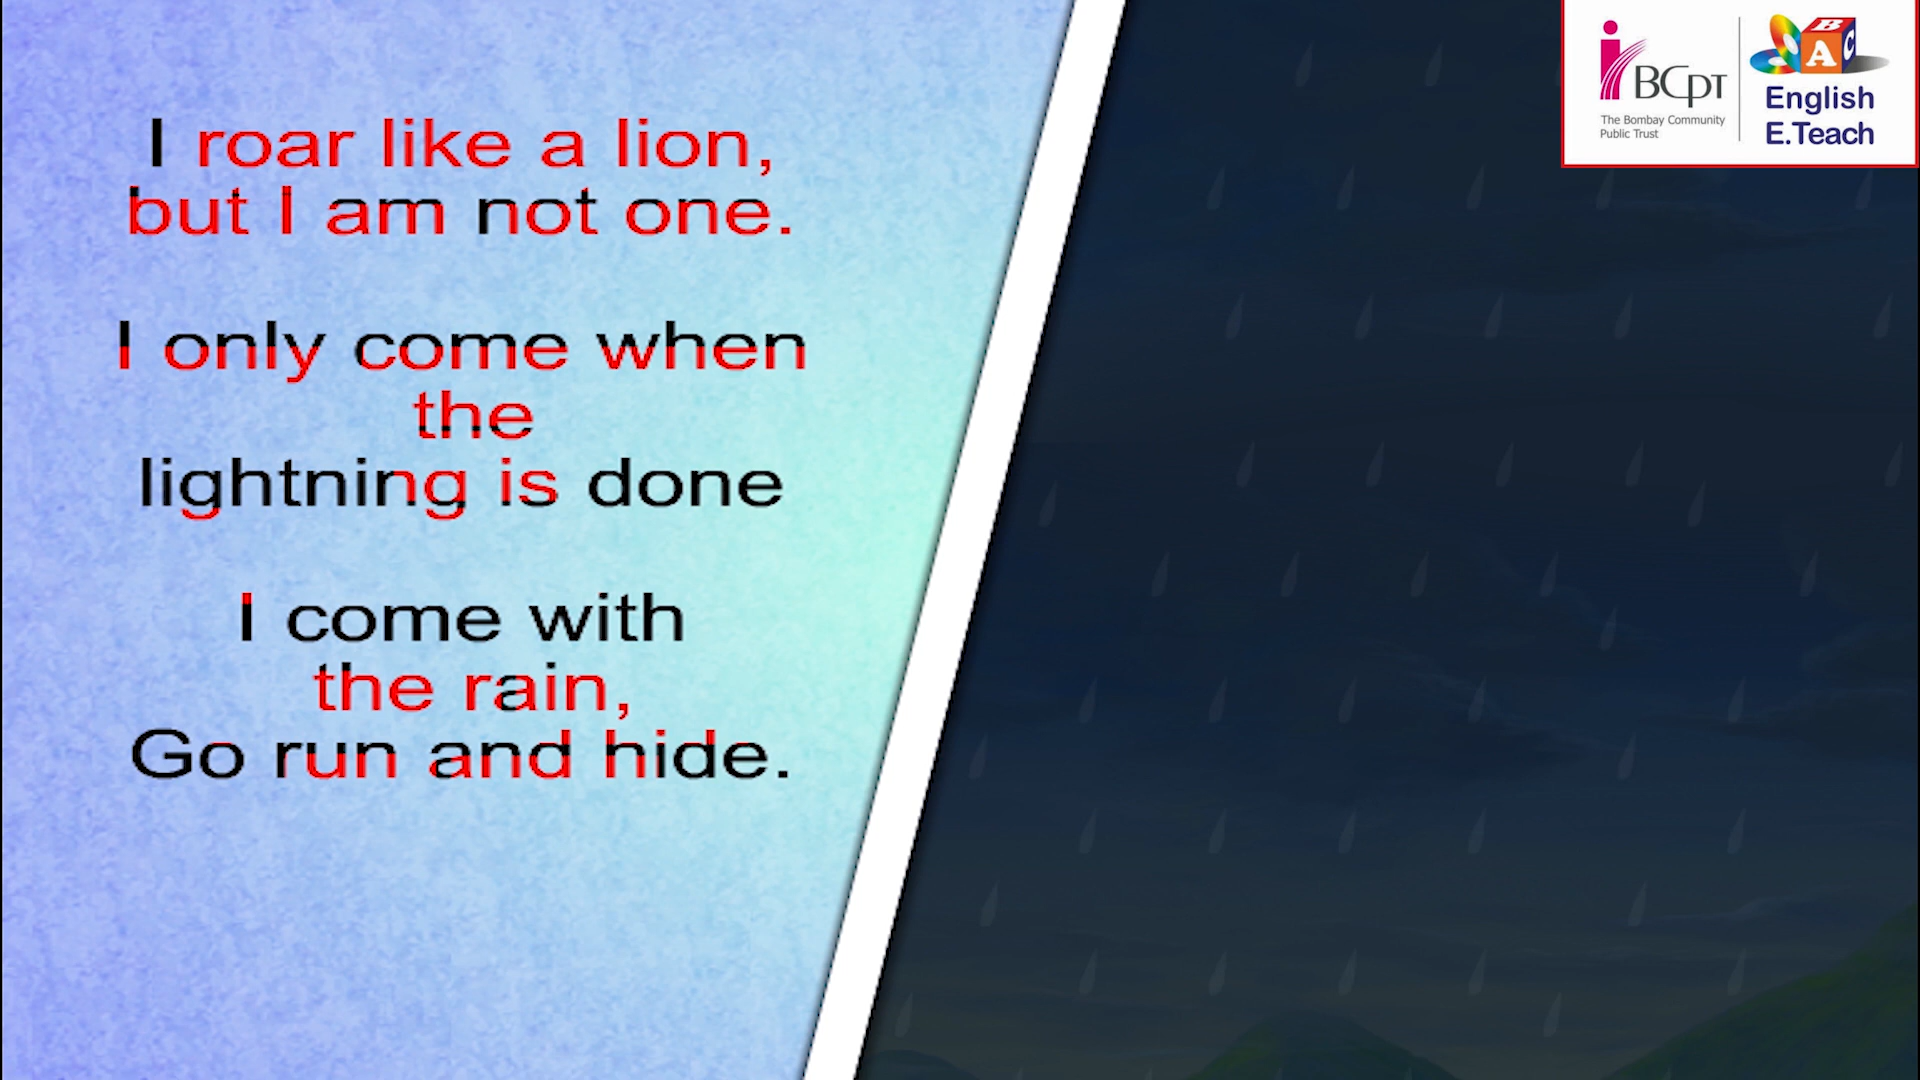 I roar like a lion,
but I am not one.
I only come when
the
lightning is done
I come with
the rain,
Go run and hide.
BCPT
The Bombay Community
Public Trust
B
A
C
English
E.Teach